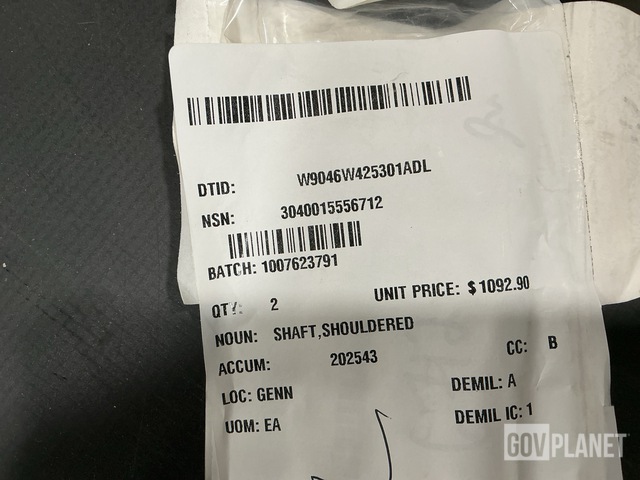 DTID: W9046W425301ADL
NSN: 3040015556712
BATCH: 1007623791
QTY: 2 UNIT PRICE: $1092.90
NOUN: SHAFT,SHOULDERED
ACCUM: 202543 CC: B
LOC: GENN DEMIL: A
UOM: EA DEMIL IC: 1
GOVPLANET